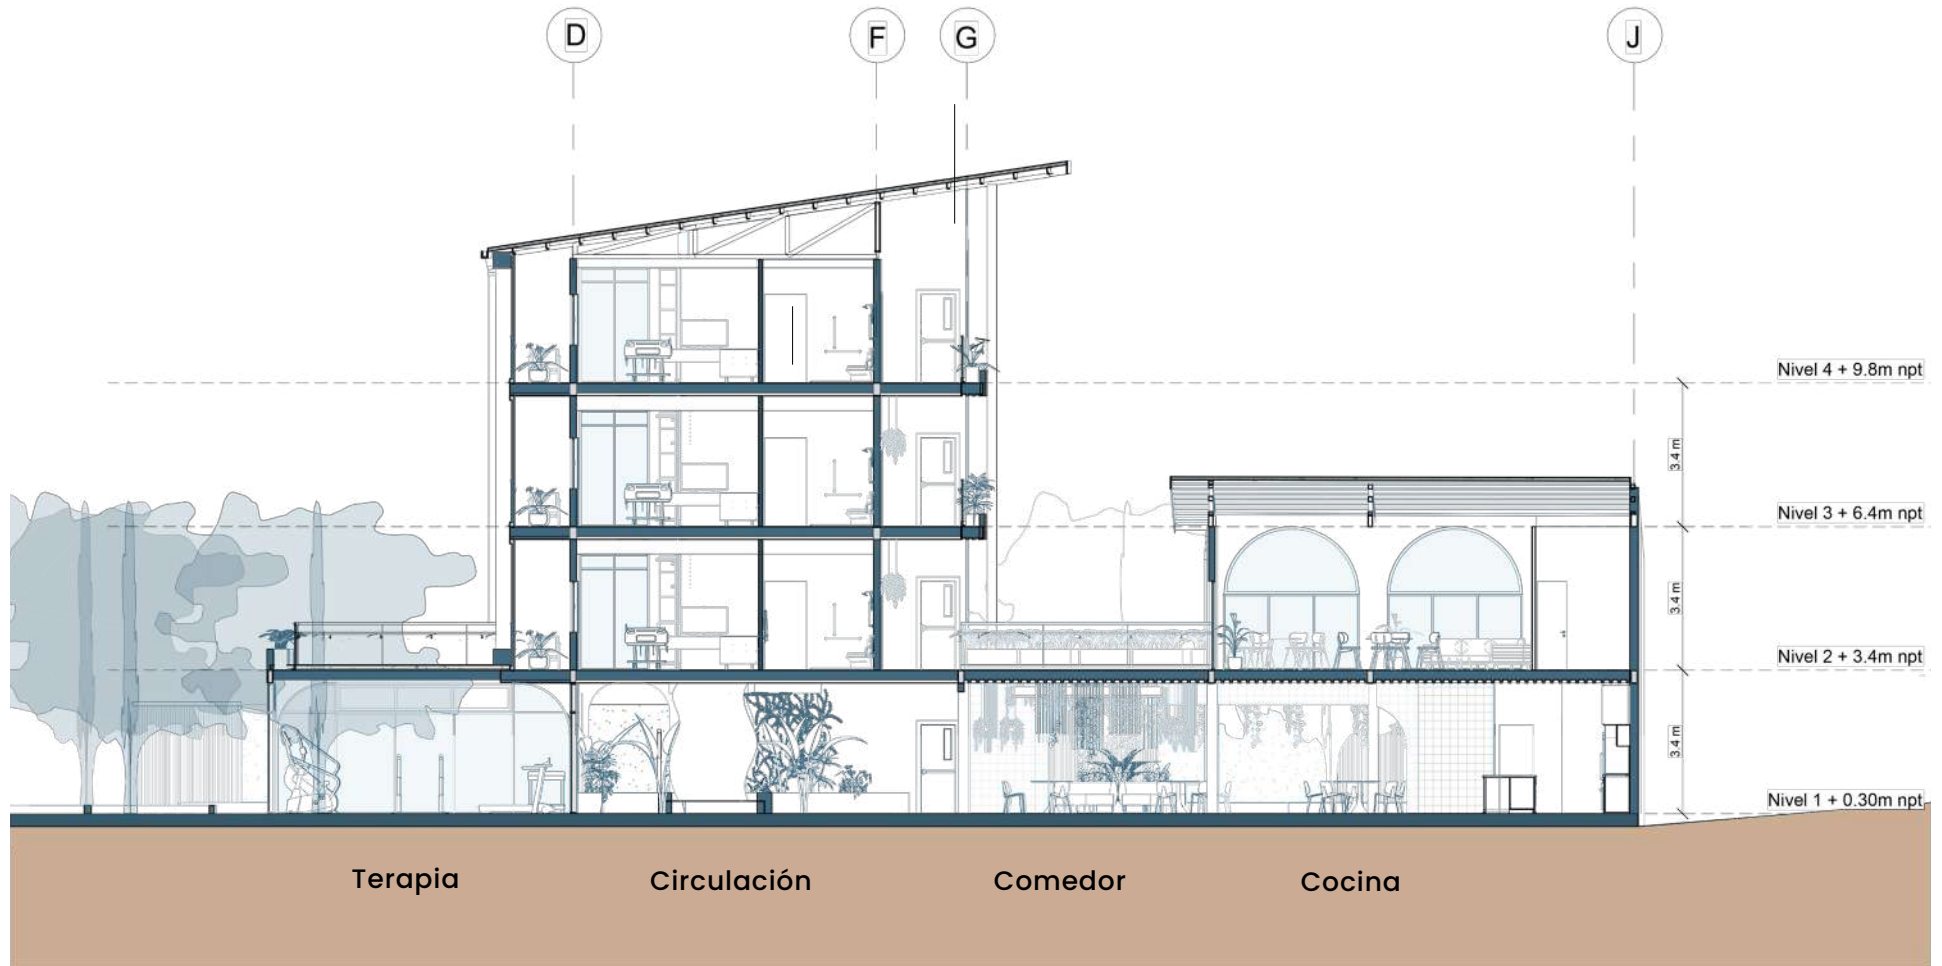 D
F
G
J
Nivel 4 + 9.8m npt
3.4 m
Nivel 3 + 6.4m npt
3.4 m
Nivel 2 + 3.4m npt
3.4 m
Nivel 1 + 0.30m npt
Terapia
Circulación
Comedor
Cocina